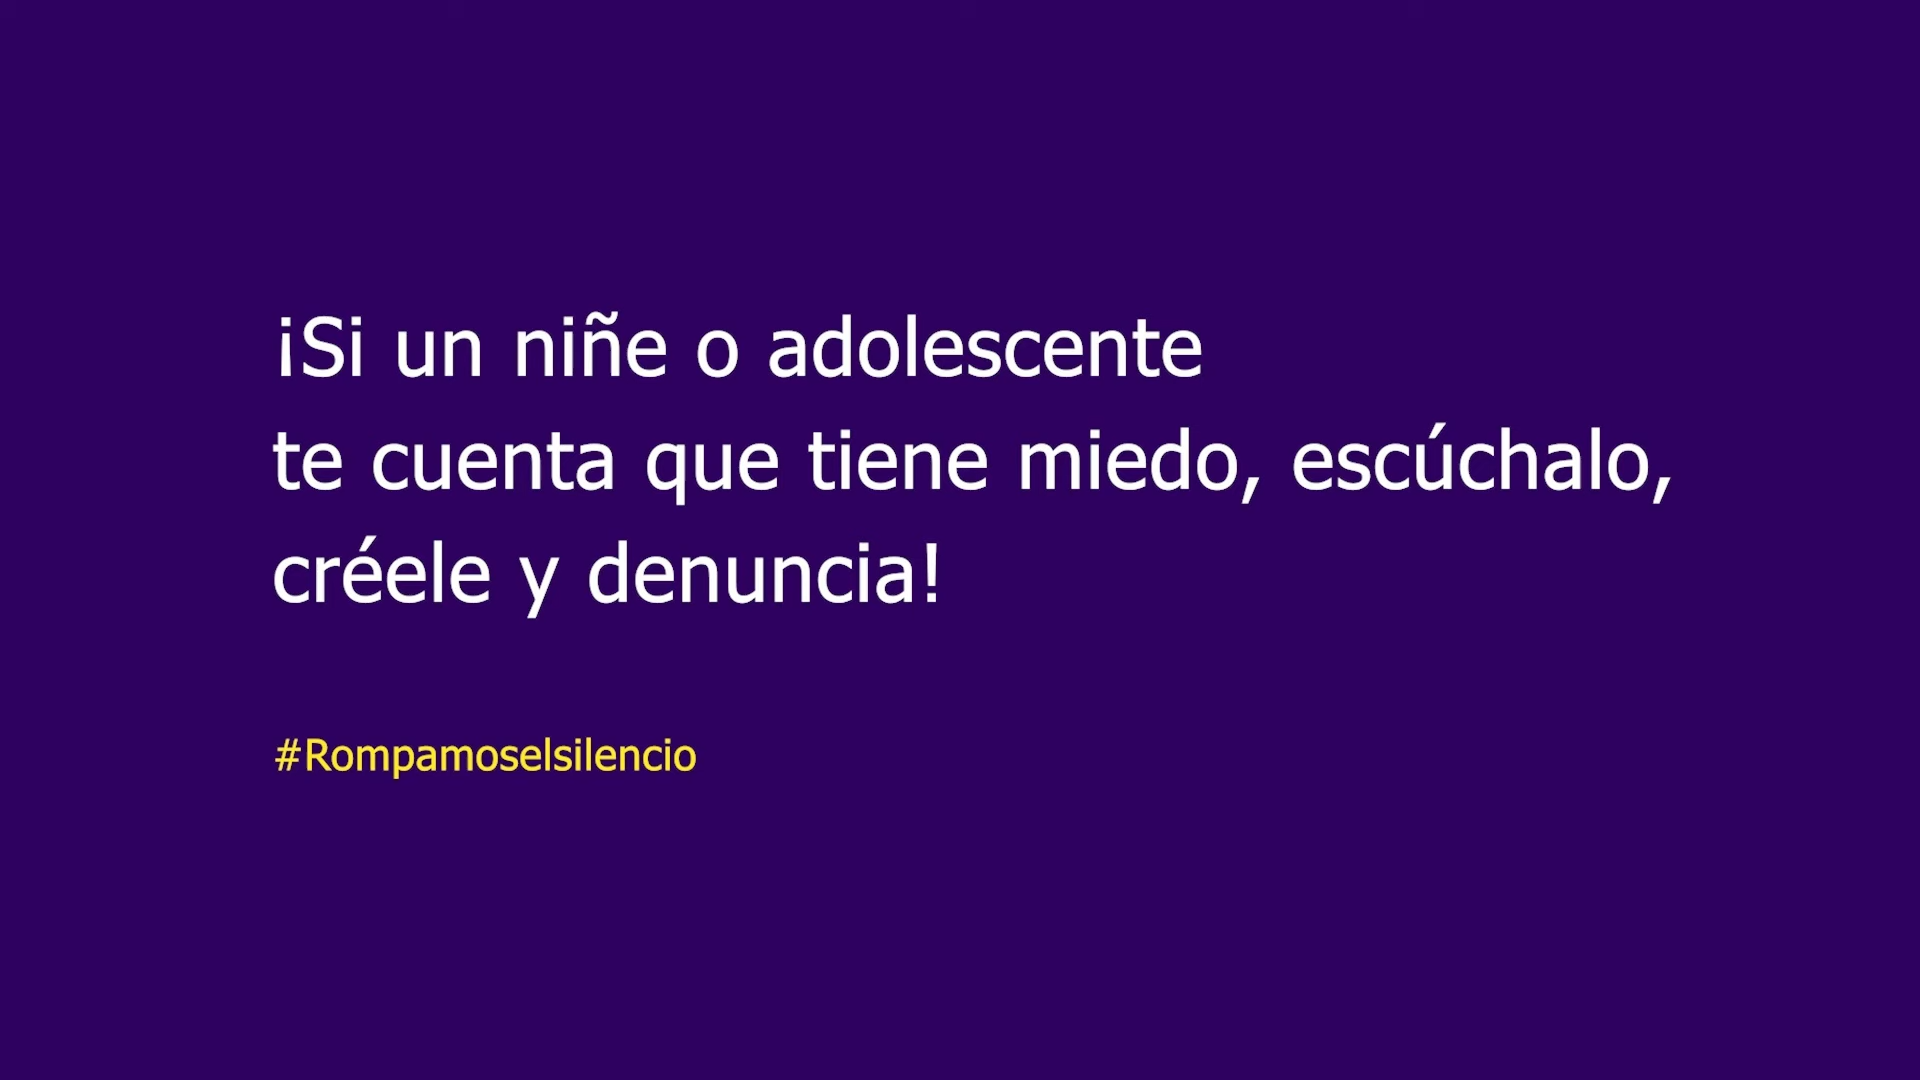 ¡Si un niñe o adolescente
te cuenta que tiene miedo, escúchalo,
créele y denuncia!
#Rompamoselsilencio